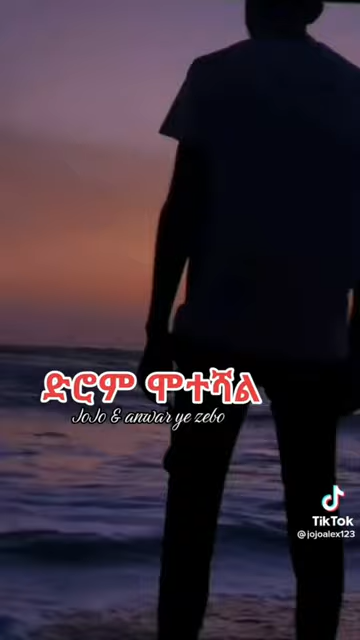 ድሮም ሞተሻል
JoJo & anwar ye zebo
TikTok
@jojoalex123